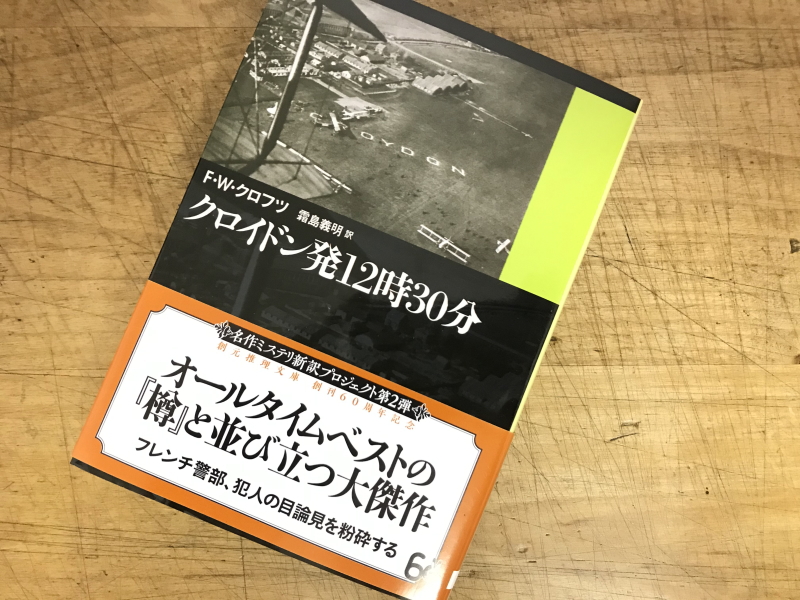 CROYDON
F・W・クロフツ 霜島義明 訳
クロイドン発12時30分
名作ミステリ新訳プロジェクト第2弾
創元推理文庫 創刊60周年記念
オールタイムベストの
『樽』と並び立つ大傑作
フレンチ警部、犯人の目論見を粉砕する